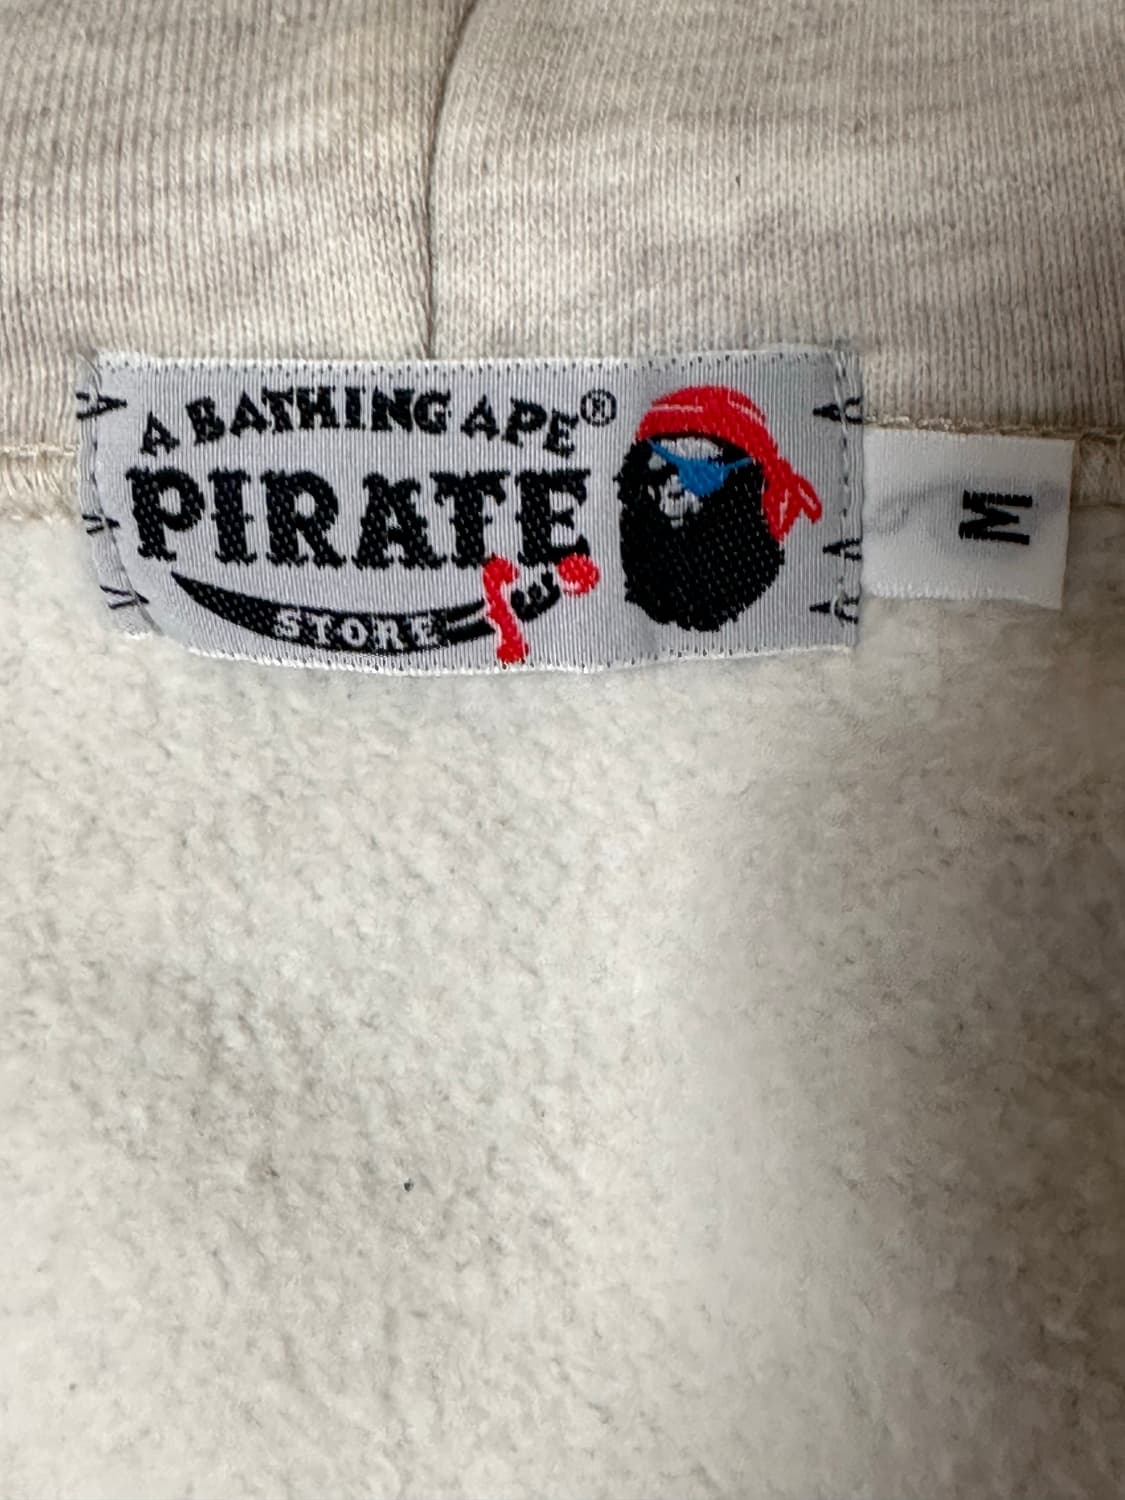 A BATHING APE®
PIRATE
STORE
M